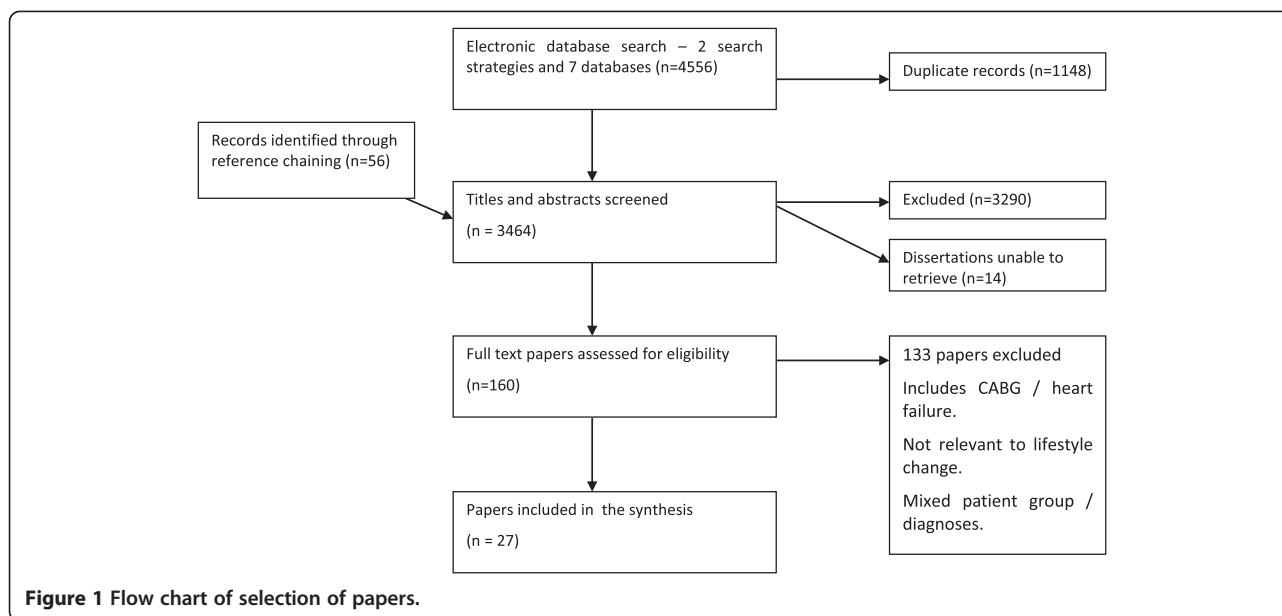 Electronic database search – 2 search
strategies and 7 databases (n=4556)
Duplicate records (n=1148)
Records identified through
reference chaining (n=56)
Titles and abstracts screened
(n = 3464)
Excluded (n=3290)
Dissertations unable to
retrieve (n=14)
Full text papers assessed for eligibility
(n=160)
133 papers excluded
Includes CABG / heart
failure.
Not relevant to lifestyle
change.
Mixed patient group /
diagnoses.
Papers included in the synthesis
(n = 27)
Figure 1 Flow chart of selection of papers.